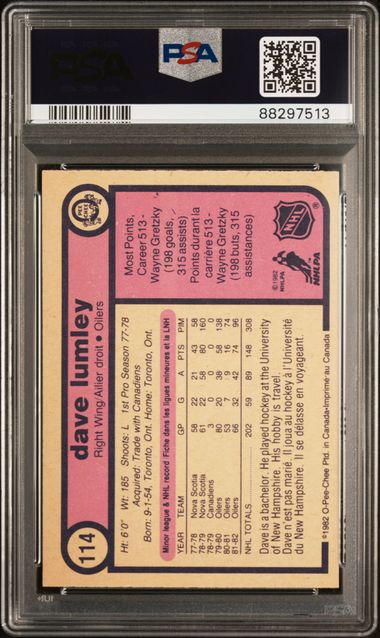 PSA
PSA
88297513
114
dave lumley
Right Wing/Ailier droit • Oilers
O-PEE-CHEE
Ht: 6'0" Wt: 185 Shoots: L 1st Pro Season 77-78
Acquired: Trade with Canadiens
Born: 9-1-54, Toronto, Ont. Home: Toronto, Ont.
Minor league & NHL record Fiche dans les ligues mineures et la LNH
YEAR TEAM GP G A PTS PIM
77-78 Nova Scotia 58 22 21 43 58
78-79 Nova Scotia 61 22 58 80 160
78-79 Canadiens 3 0 0 0 0
79-80 Oilers 80 20 38 58 138
80-81 Oilers 53 7 9 16 74
81-82 Oilers 66 32 42 74 96
NHL TOTALS 202 59 89 148 308
Dave is a bachelor. He played hockey at the University
of New Hampshire. His hobby is travel.
Dave n'est pas marié. Il joua au hockey à l'Université
du New Hampshire. Il se délasse en voyageant.
Most Points,
Career 513 -
Wayne Gretzky
(198 goals,
315 assists)
Points durant la
carrière 513 -
Wayne Gretzky
(198 buts, 315
assistances)
NHL
®
©1982
NHLPA
NHLPA
©1982 O-Pee-Chee Ptd. in Canada-Imprimé au Canada